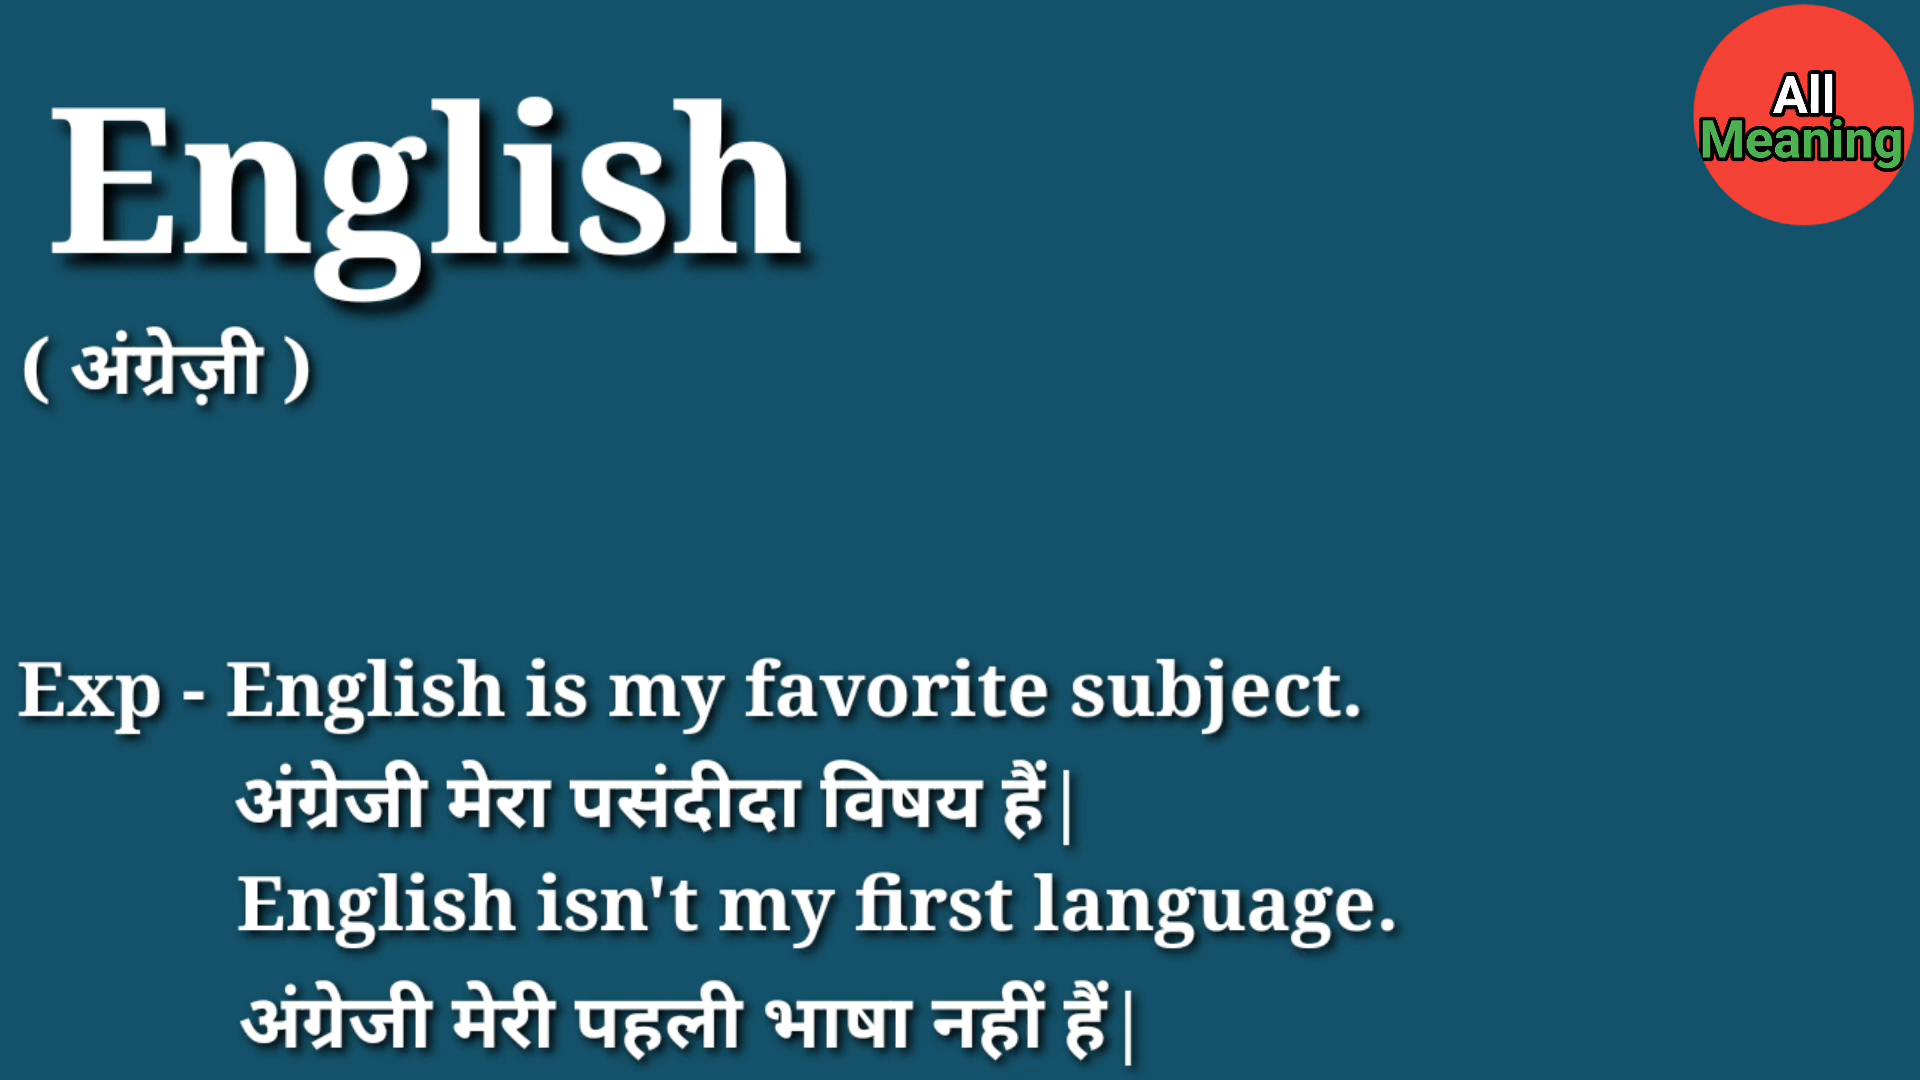 English
All
Meaning
( अंग्रेज़ी )
Exp - English is my favorite subject.
अंग्रेजी मेरा पसंदीदा विषय हैं|
English isn't my first language.
अंग्रेजी मेरी पहली भाषा नहीं हैं|